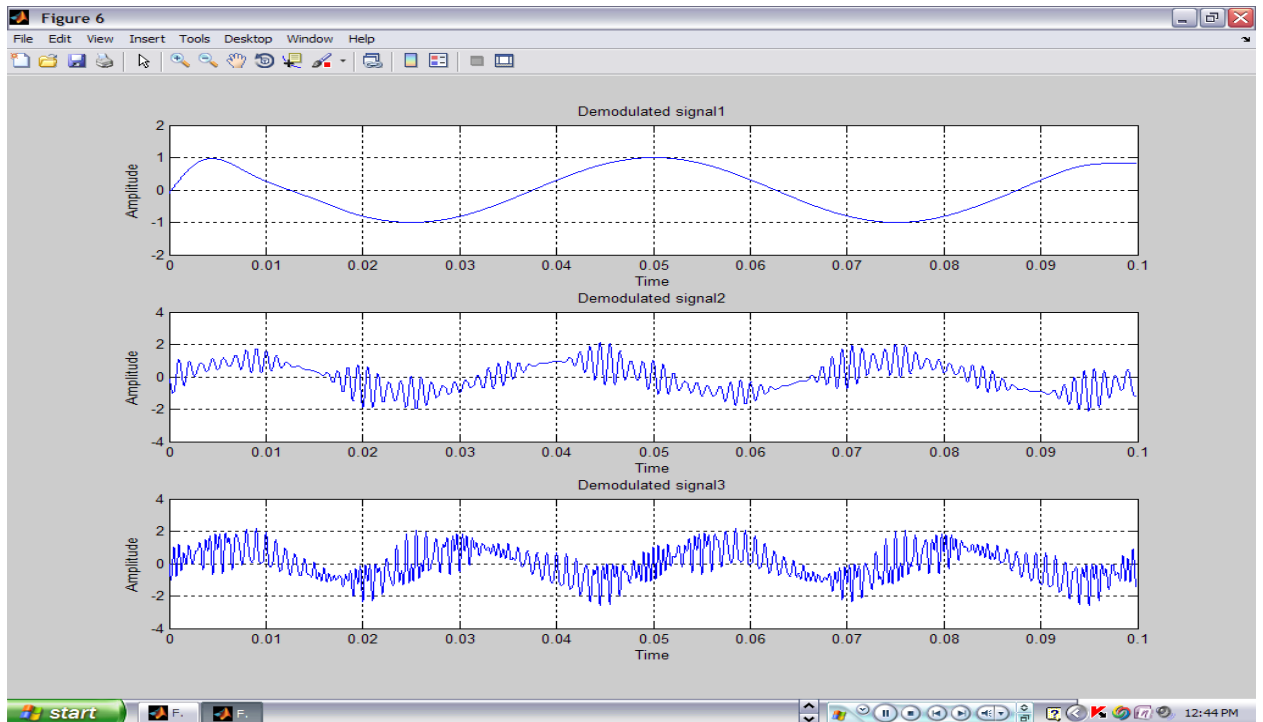 Figure 6
File Edit View Insert Tools Desktop Window Help
Demodulated signal1
2
1
0
-1
-2
Amplitude
0 0.01 0.02 0.03 0.04 0.05 0.06 0.07 0.08 0.09 0.1
Time
Demodulated signal2
4
2
0
-2
-4
Amplitude
0 0.01 0.02 0.03 0.04 0.05 0.06 0.07 0.08 0.09 0.1
Time
Demodulated signal3
4
2
0
-2
-4
Amplitude
0 0.01 0.02 0.03 0.04 0.05 0.06 0.07 0.08 0.09 0.1
Time
start F. F. 12:44 PM